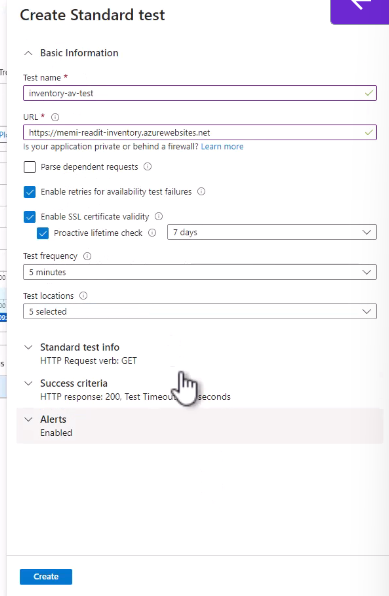 Create Standard test
Basic Information
Test name *
inventory-av-test
URL *
https://memi-readit-inventory.azurewebsites.net
Is your application private or behind a firewall? Learn more
Parse dependent requests
Enable retries for availability test failures
Enable SSL certificate validity
Proactive lifetime check
7 days
Test frequency
5 minutes
Test locations
5 selected
Standard test info
HTTP Request verb: GET
Success criteria
HTTP response: 200, Test seconds
Alerts
Enabled
Create